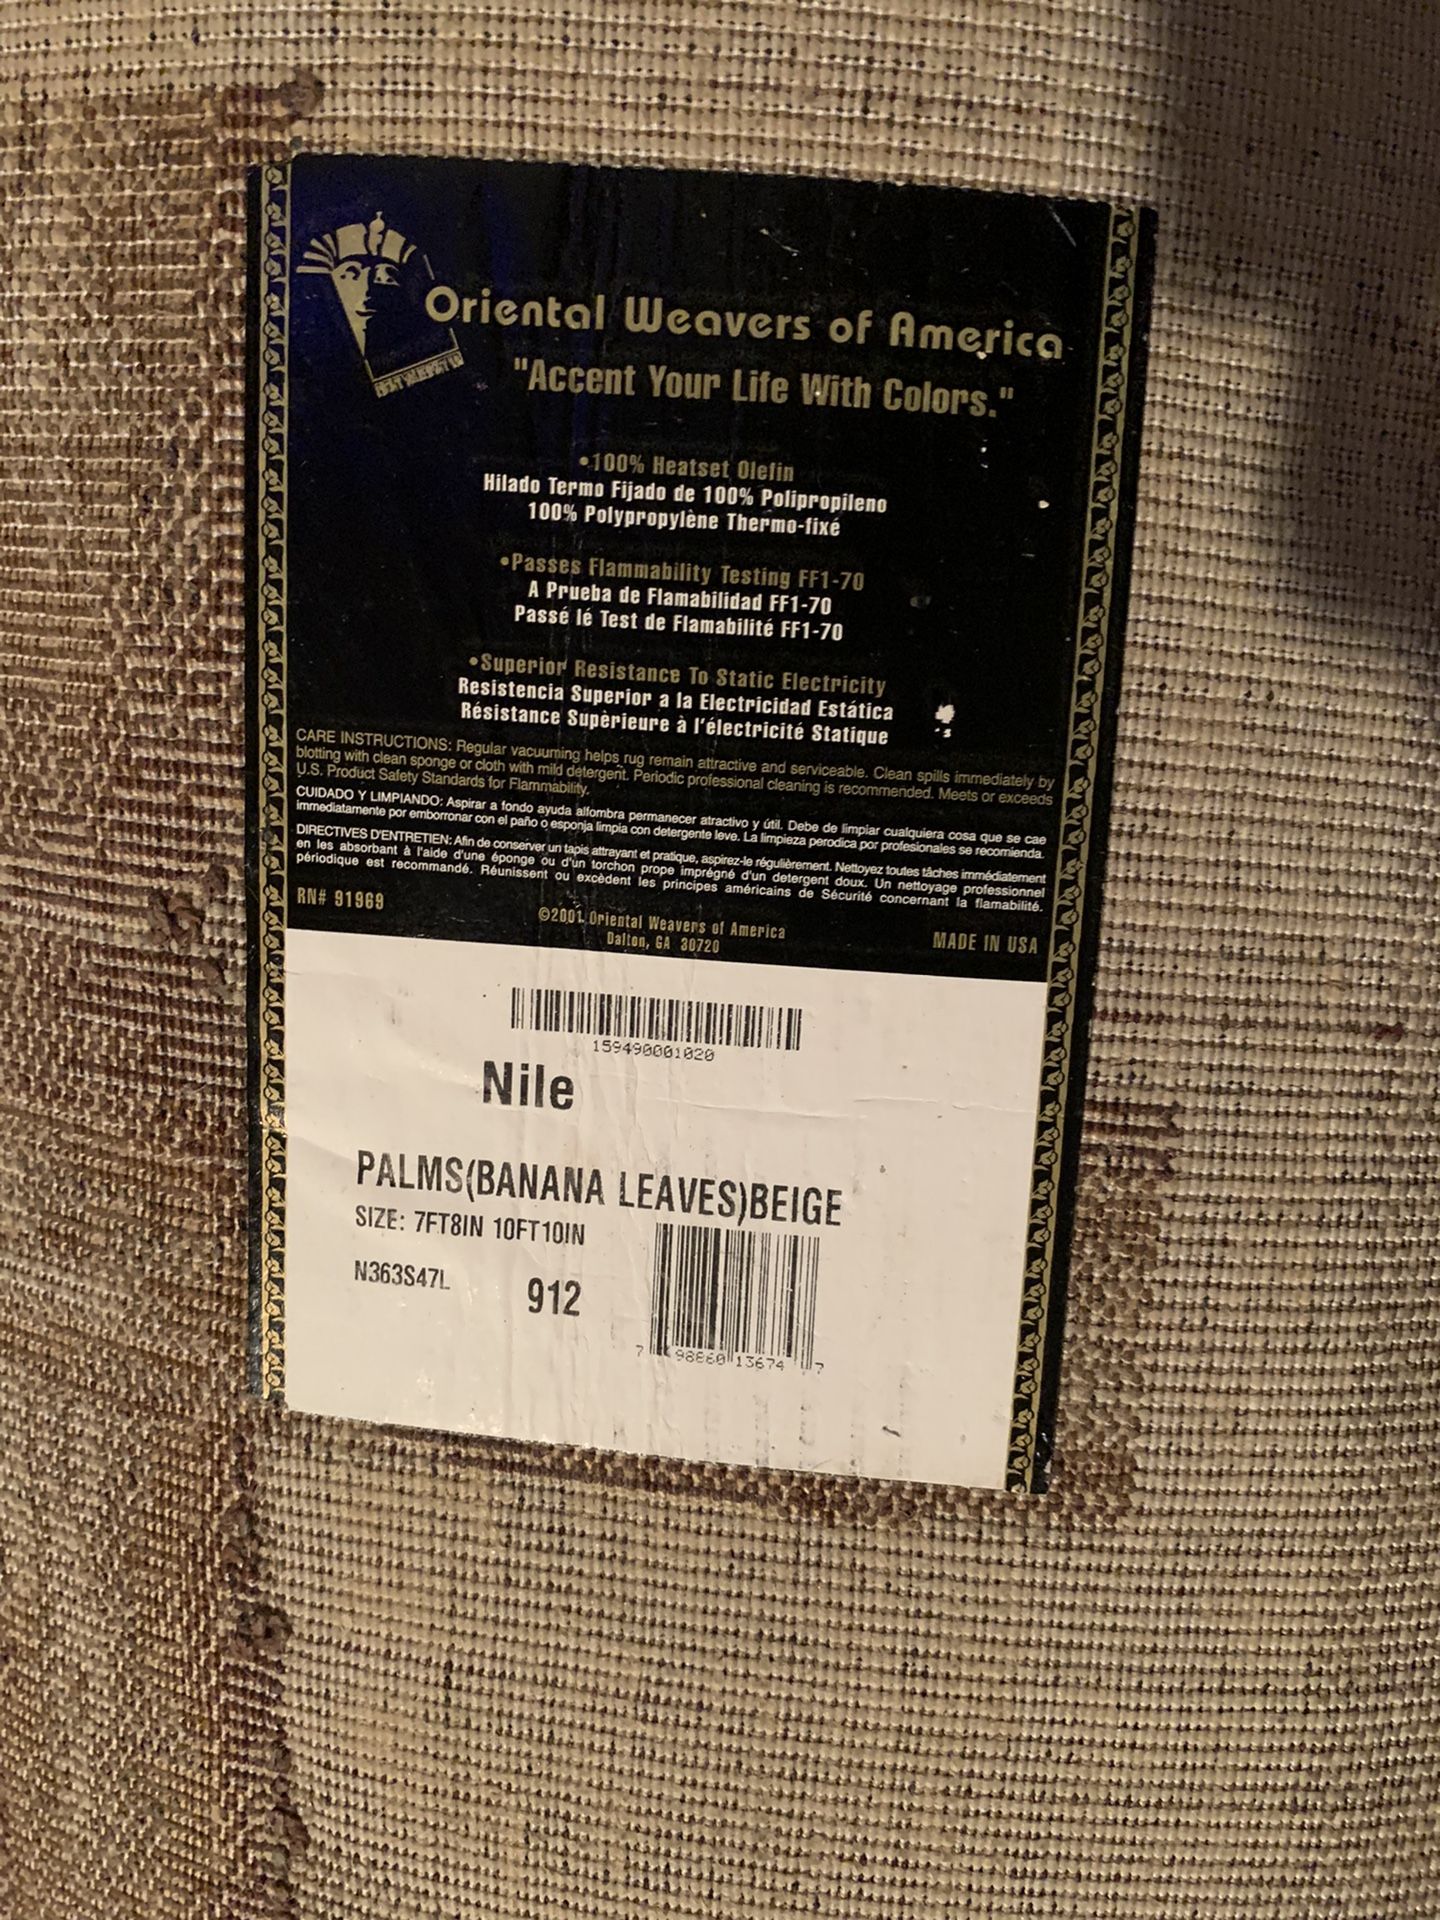 Oriental Weavers of America
"Accent Your Life With Colors."
•100% Heatset Olefin
Hilado Termo Fijado de 100% Polipropileno
100% Polypropylène Thermo-fixé
•Passes Flammability Testing FF1-70
A Prueba de Flamabilidad FF1-70
Passé lé Test de Flamabilité FF1-70
•Superior Resistance To Static Electricity
Resistencia Superior a la Electricidad Estática
Résistance Supèrieure à l'électricité Statique
CARE INSTRUCTIONS: Regular vacuuming helps rug remain attractive and serviceable. Clean spills immediately by
blotting with clean sponge or cloth with mild detergent. Periodic professional cleaning is recommended. Meets or exceeds
U.S. Product Safety Standards for Flammability.
CUIDADO Y LIMPIANDO: Aspirar a fondo ayuda alfombra permanecer atractivo y útil. Debe de limpiar cualquiera cosa que se cae
immediatamente por emborronar con el paño o esponja limpia con detergente leve. La limpieza perodica por profesionales se recomienda.
DIRECTIVES D'ENTRETIEN: Afin de conserver un tapis attrayant et pratique, aspirez-le régulièrement. Nettoyez toutes tâches immédiatement
en les absorbant à l'aide d'une éponge ou d'un torchon prope imprégné d'un detergent doux. Un nettoyage professionnel
périodique est recommandé. Réunissent ou excèdent les principes américains de Sécurité concernant la flamabilité.
RN# 91969
©2001 Oriental Weavers of America
Dalton, GA 30720
MADE IN USA
159490001020
Nile
PALMS(BANANA LEAVES)BEIGE
SIZE: 7FT8IN 10FT10IN
N363S47L 912
7 98860 13674 7